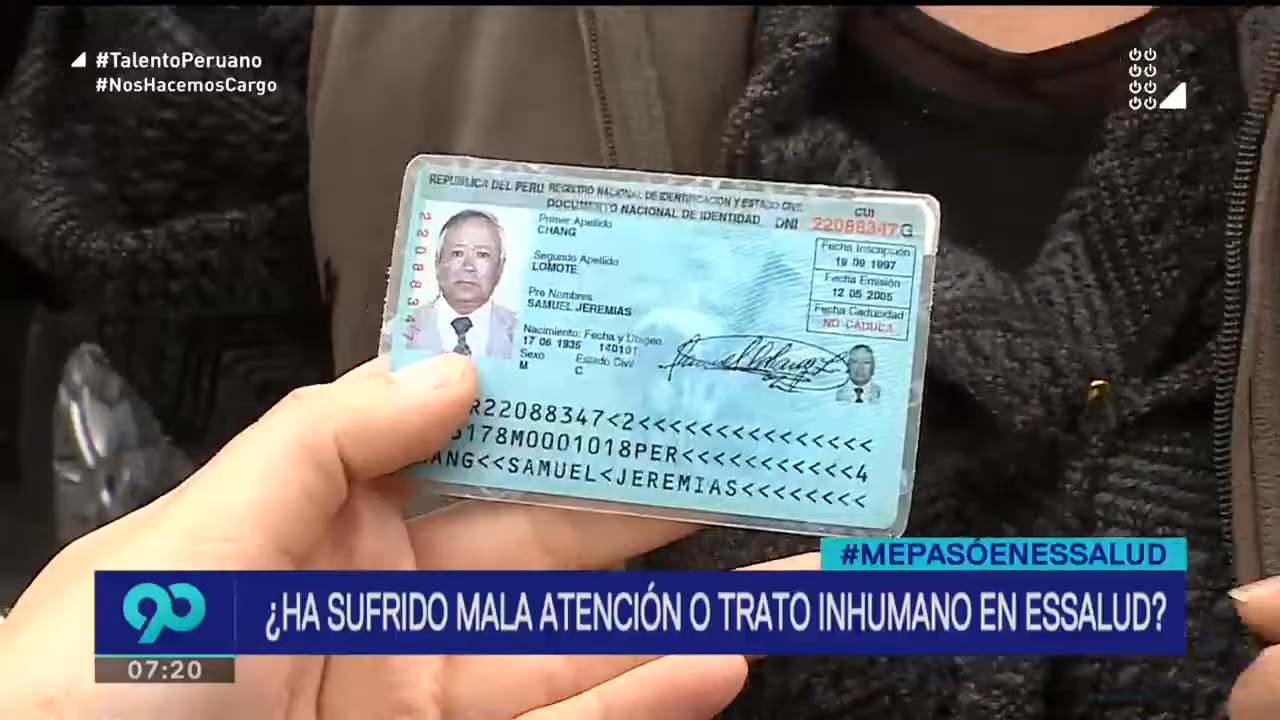 #TalentoPeruano
#NosHacemosCargo
REPUBLICA DEL PERU REGISTRO NACIONAL DE IDENTIFICACION Y ESTADO CIVIL
DOCUMENTO NACIONAL DE IDENTIDAD DNI
CUI
22088347 G
22088347
Primer Apellido
CHANG
Segundo Apellido
LOMOTE
Pre Nombres
SAMUEL JEREMIAS
Nacimiento: Fecha y Ubigeo
17 06 1935 140101
Sexo Estado Civil
M C
Fecha Inscripción
19 09 1997
Fecha Emisión
12 05 2005
Fecha Caducidad
NO CADUCA
R22088347<2<<<<<<<<<<<<<<<
5178M0001018PER<<<<<<<<<<<4
ANG<<SAMUEL<JEREMIAS<<<<<<<<
#MEPASÓENESSALUD
90
¿HA SUFRIDO MALA ATENCIÓN O TRATO INHUMANO EN ESSALUD?
07:20